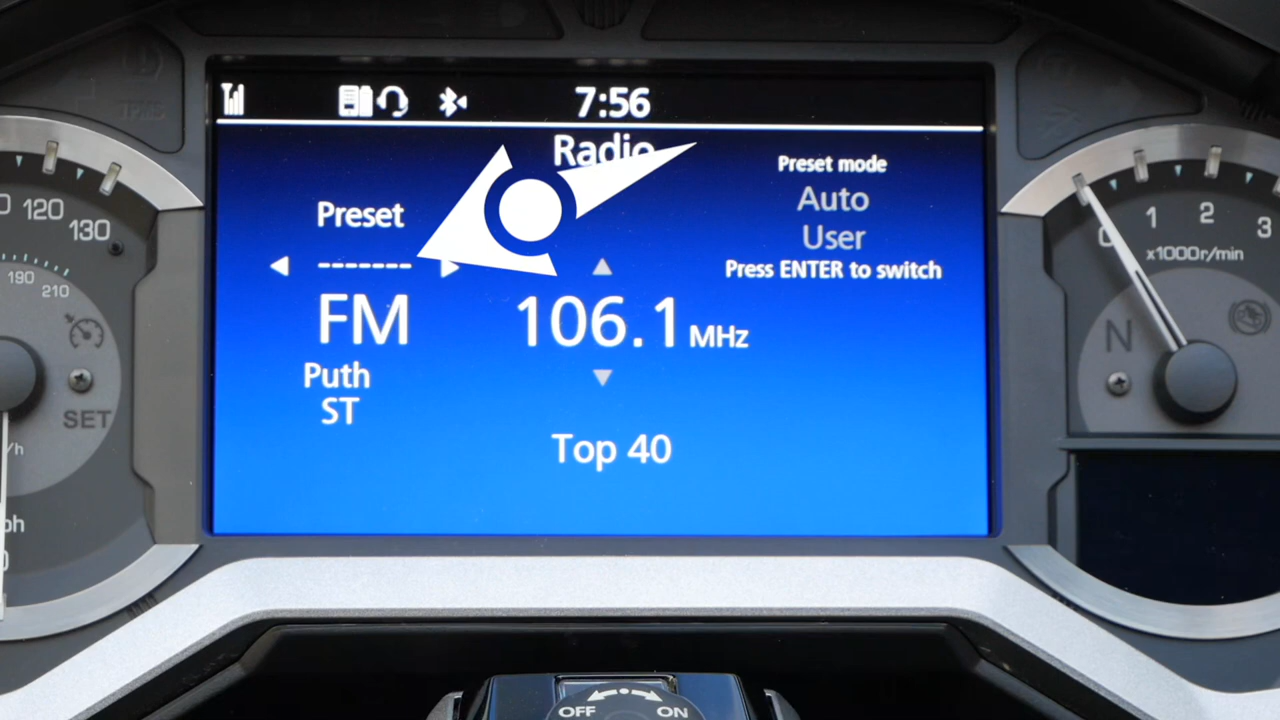 7:56
Radio
Preset mode
Auto
User
Press ENTER to switch
Preset
-------
FM
106.1 MHz
Puth
ST
Top 40
120
130
190
210
SET
/h
0
1
2
3
x1000r/min
N
OFF
ON